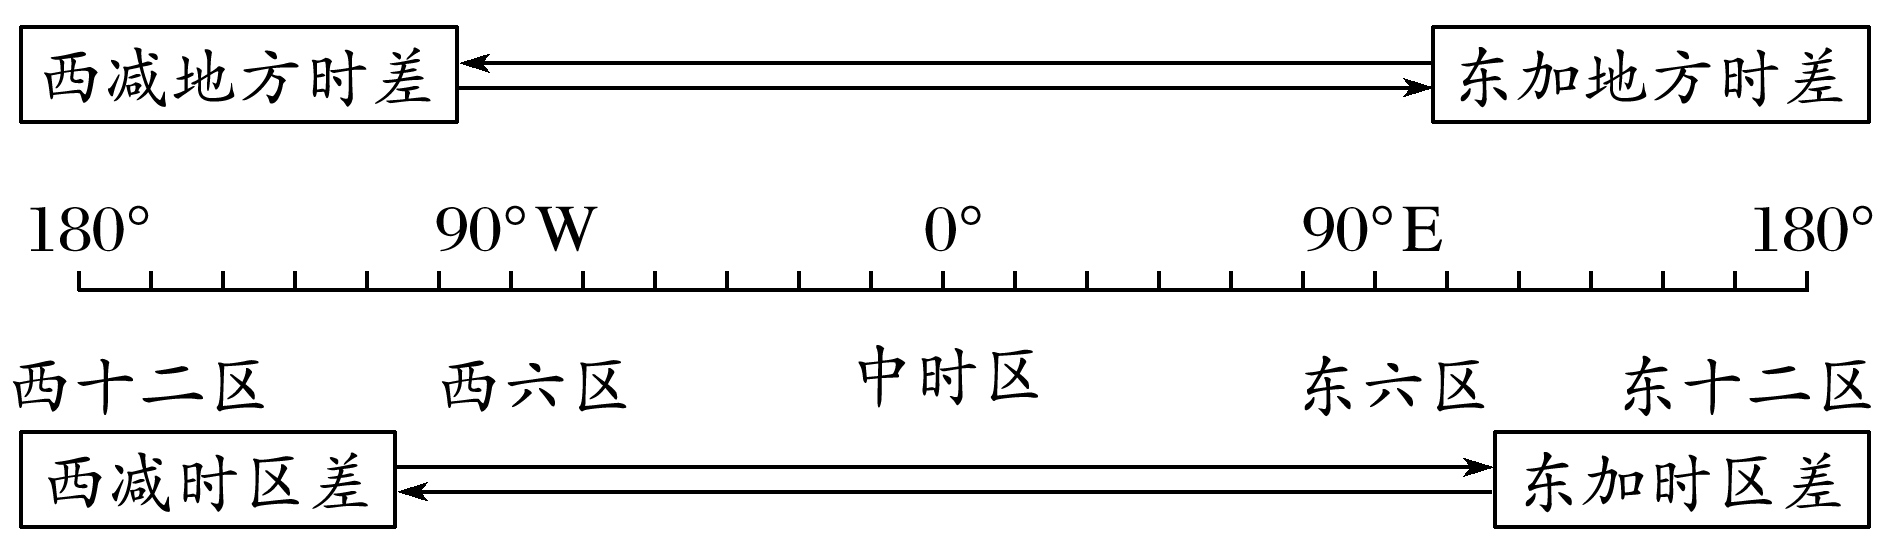 西减地方时差 东加地方时差
180° 90°W 0° 90°E 180°
西十二区 西六区 中时区 东六区 东十二区
西减时区差 东加时区差